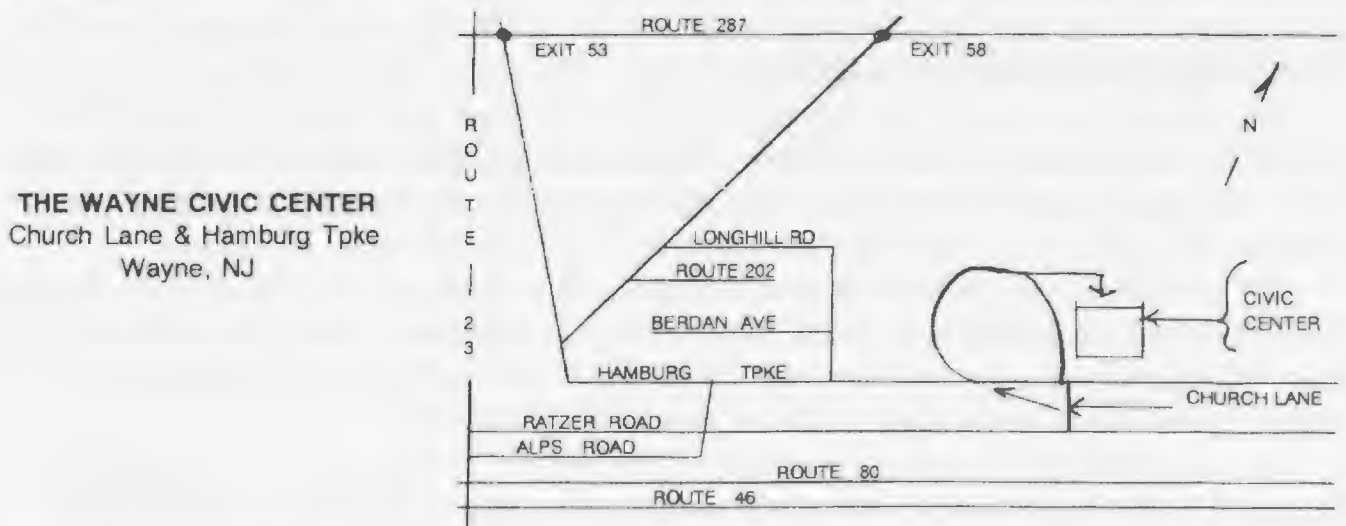 THE WAYNE CIVIC CENTER
Church Lane & Hamburg Tpke
Wayne, NJ
ROUTE 287
EXIT 53
EXIT 58
N
ROUTE 23
LONGHILL RD
ROUTE 202
BERDAN AVE
HAMBURG TPKE
CIVIC
CENTER
CHURCH LANE
RATZER ROAD
ALPS ROAD
ROUTE 80
ROUTE 46